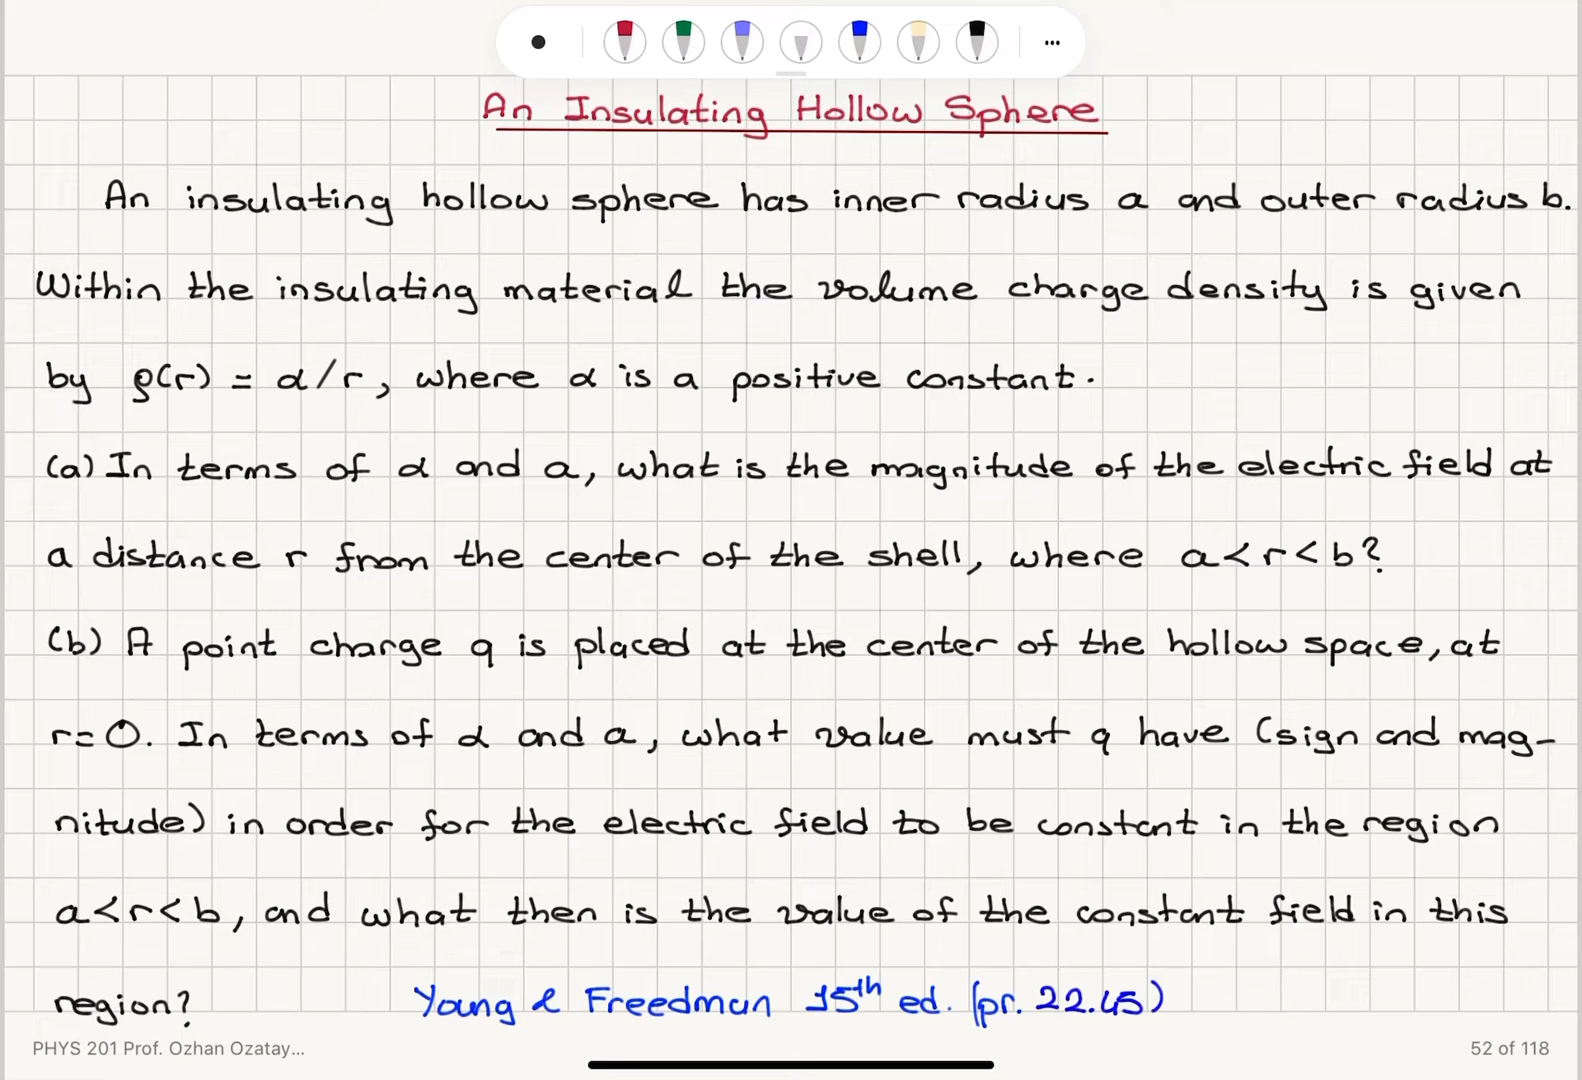 An Insulating Hollow Sphere
An insulating hollow sphere has inner radius a and outer radius b.
Within the insulating material the volume charge density is given
by ρ(r) = α/r, where α is a positive constant.
(a) In terms of α and a, what is the magnitude of the electric field at
a distance r from the center of the shell, where a<r<b?
(b) A point charge q is placed at the center of the hollow space, at
r=0. In terms of α and a, what value must q have (sign and mag-
nitude) in order for the electric field to be constant in the region
a<r<b, and what then is the value of the constant field in this
region? Young & Freedman 15th ed. (pr. 22.45)
PHYS 201 Prof. Ozhan Ozatay... 52 of 118